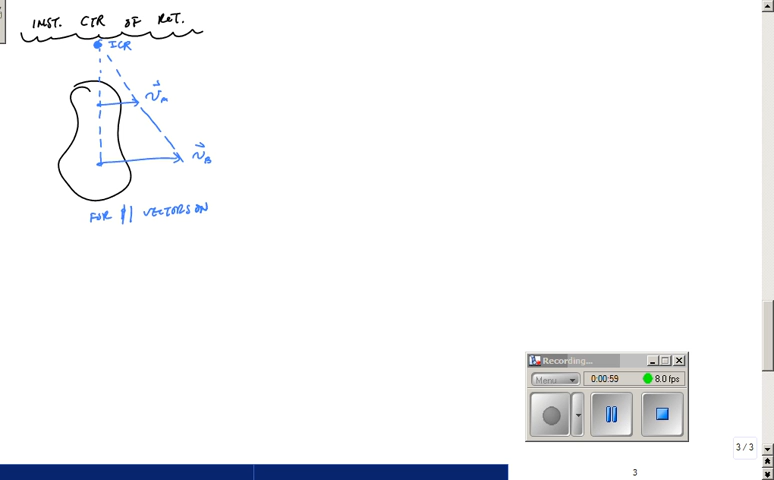 INST. CTR OF ROT.
ICR
v⃗A
v⃗B
FOR || VECTORS ON
Recording...
Menu
0:00:59
8.0 fps
3 / 3
3